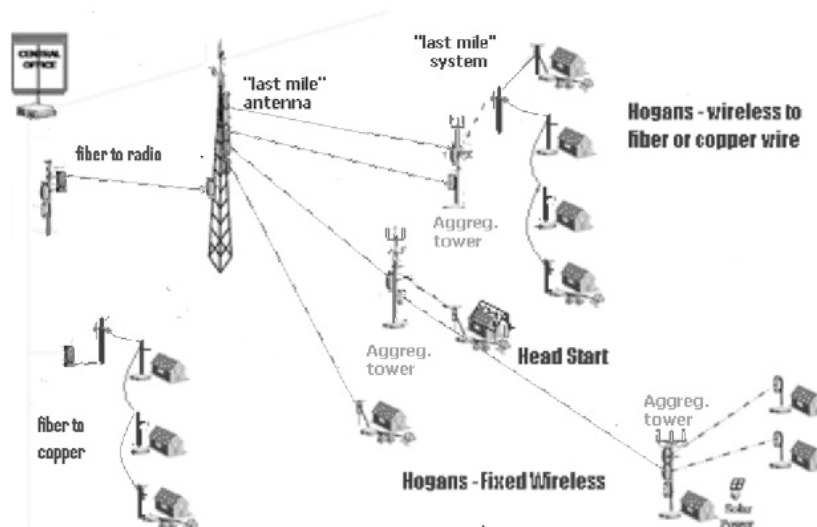 CENTRAL
OFFICE
"last mile"
antenna
fiber to radio
"last mile"
system
Hogans - wireless to
fiber or copper wire
Aggreg.
tower
Aggreg.
tower
Head Start
Aggreg.
tower
fiber to
copper
Hogans - Fixed Wireless
Solar
Power